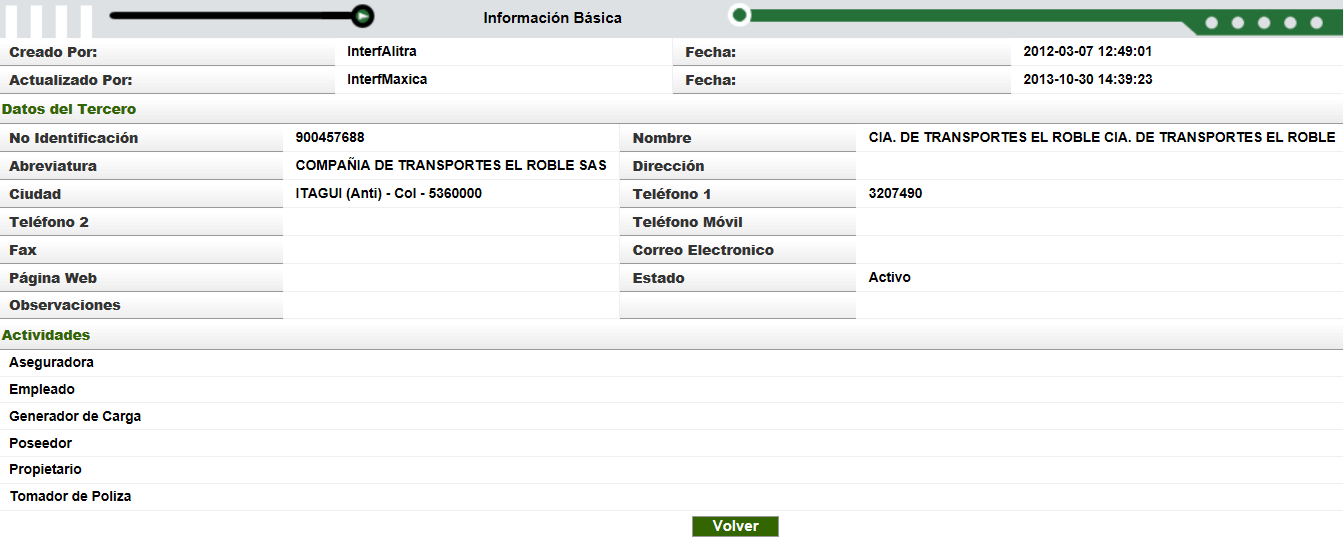 Información Básica
Creado Por: InterfAlitra Fecha: 2012-03-07 12:49:01
Actualizado Por: InterfMaxica Fecha: 2013-10-30 14:39:23
Datos del Tercero
No Identificación 900457688 Nombre CIA. DE TRANSPORTES EL ROBLE CIA. DE TRANSPORTES EL ROBLE
Abreviatura COMPAÑIA DE TRANSPORTES EL ROBLE SAS Dirección
Ciudad ITAGUI (Anti) - Col - 5360000 Teléfono 1 3207490
Teléfono 2 Teléfono Móvil
Fax Correo Electronico
Página Web Estado Activo
Observaciones
Actividades
Aseguradora
Empleado
Generador de Carga
Poseedor
Propietario
Tomador de Poliza
Volver